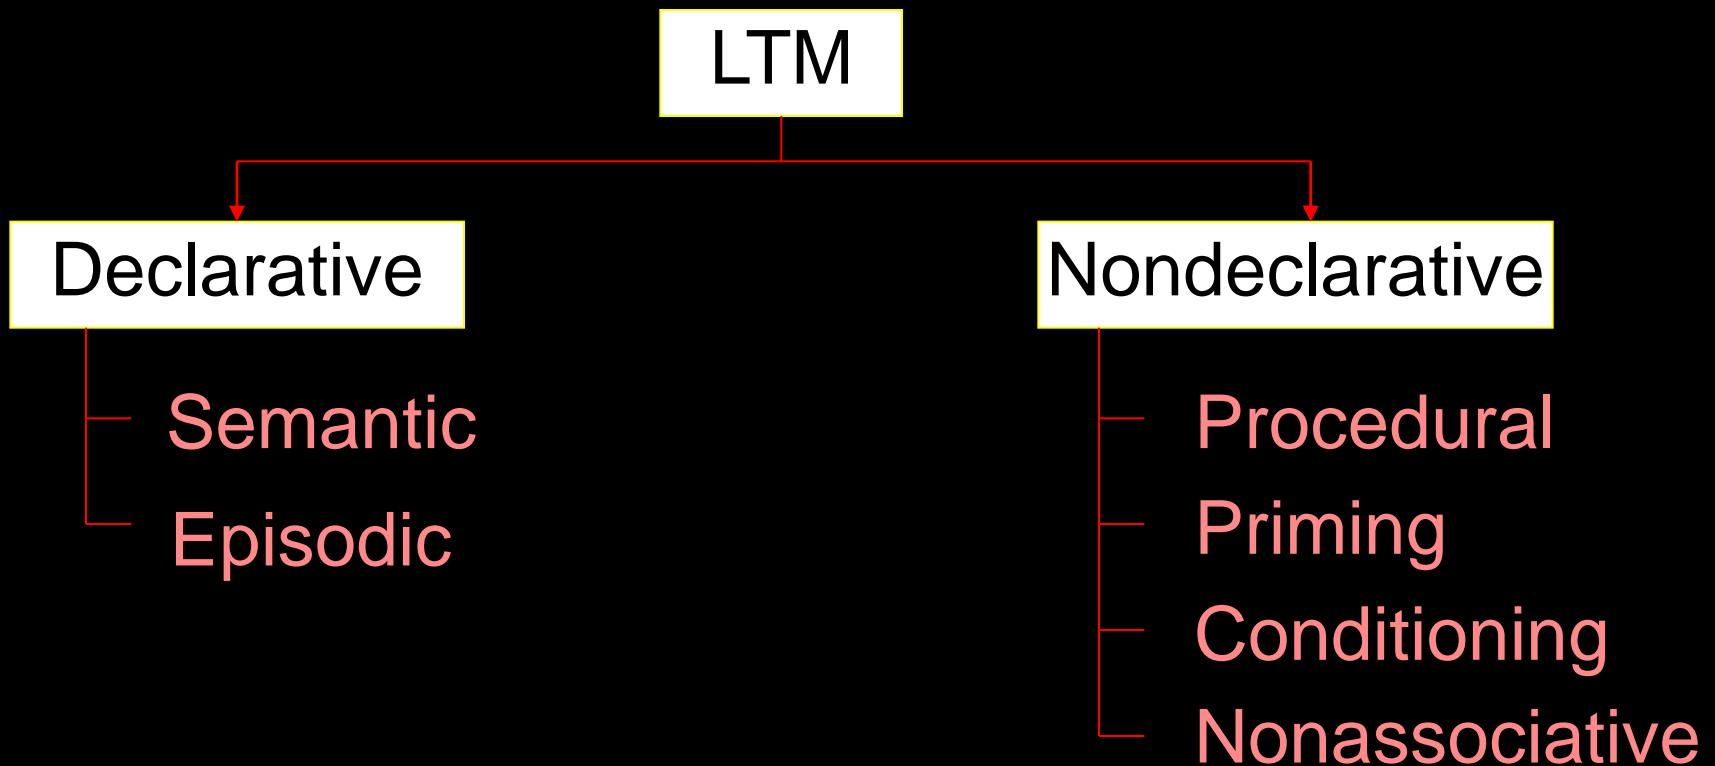 LTM
Declarative
Nondeclarative
Semantic
Episodic
Procedural
Priming
Conditioning
Nonassociative